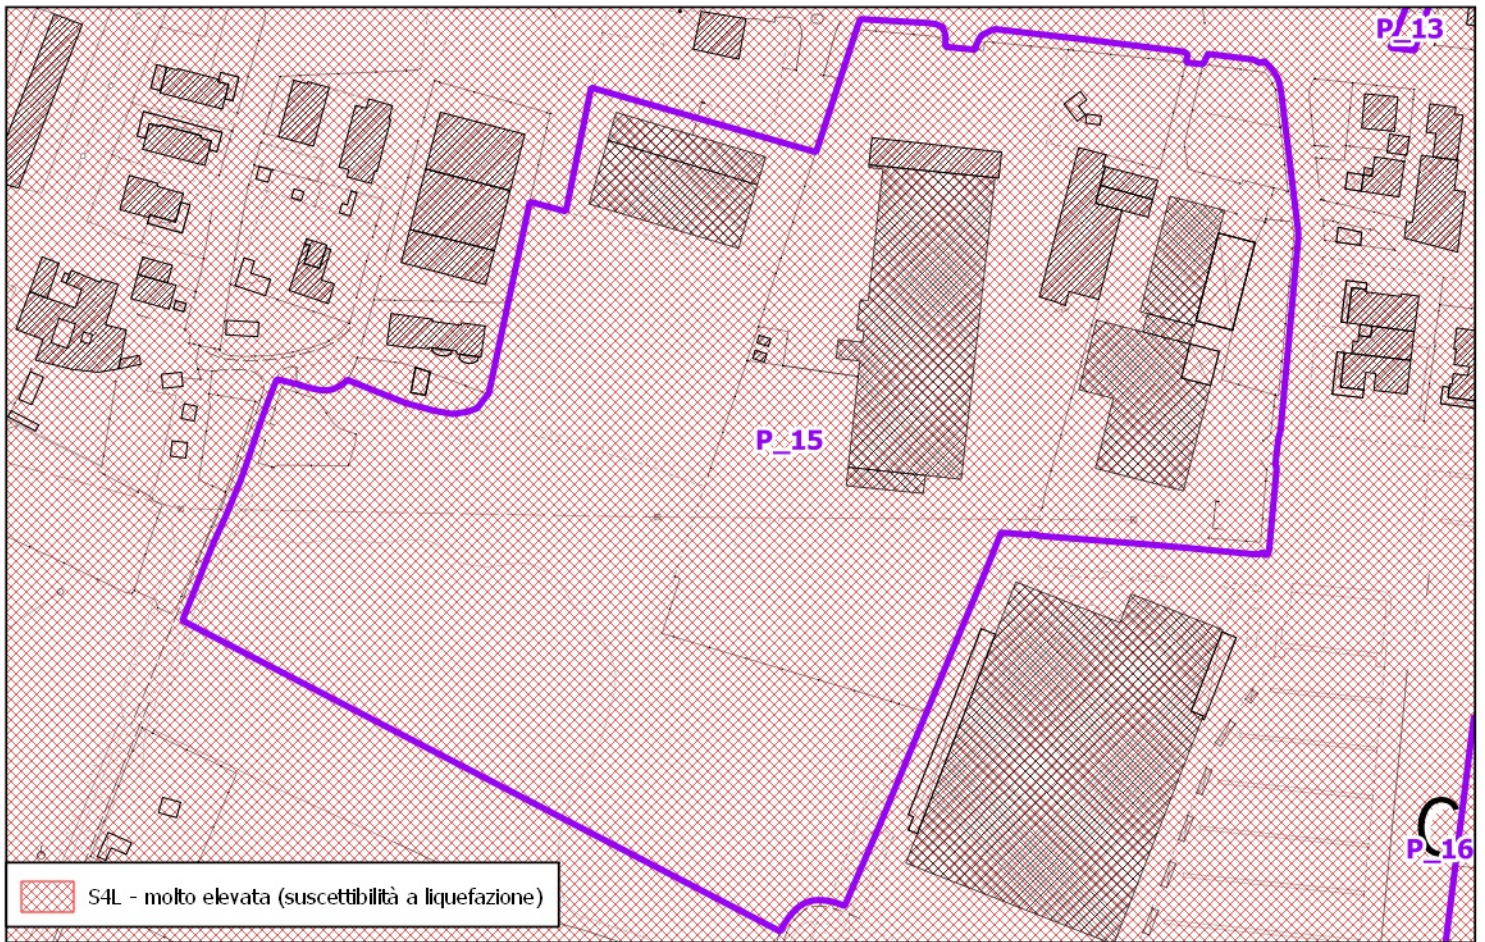 P_13
P_15
C
P_16
S4L - molto elevata (suscettibilità a liquefazione)